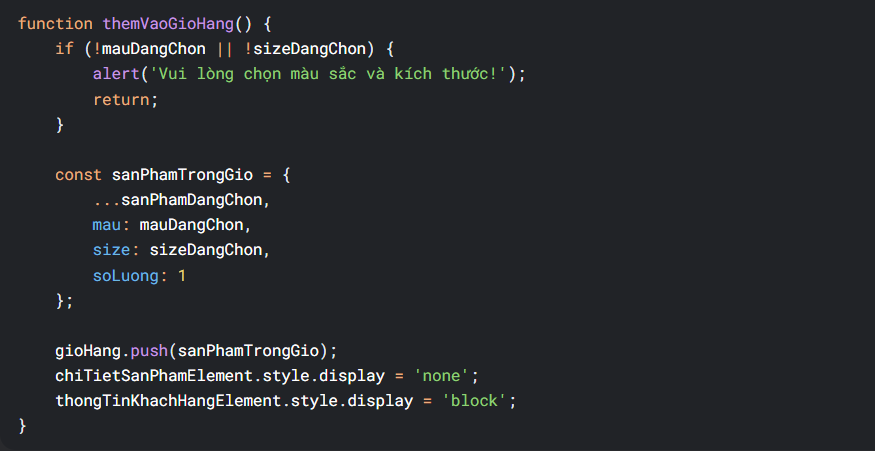 function themVaoGioHang() {
    if (!mauDangChon || !sizeDangChon) {
        alert('Vui lòng chọn màu sắc và kích thước!');
        return;
    }

    const sanPhamTrongGio = {
        ...sanPhamDangChon,
        mau: mauDangChon,
        size: sizeDangChon,
        soLuong: 1
    };

    gioHang.push(sanPhamTrongGio);
    chiTietSanPhamElement.style.display = 'none';
    thongTinKhachHangElement.style.display = 'block';
}